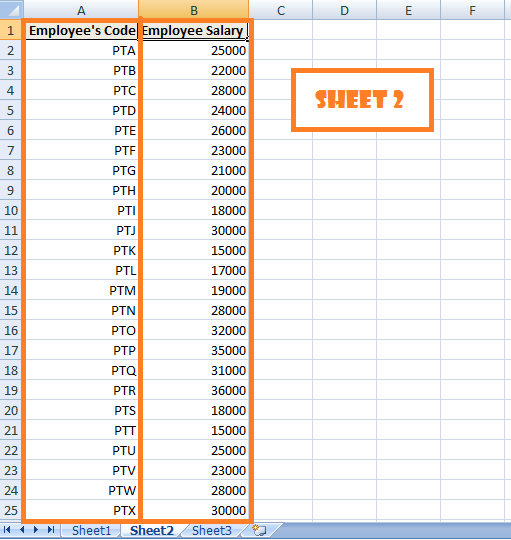 A B C D E F
1 Employee's Code Employee Salary
2 PTA 25000
3 PTB 22000
4 PTC 28000
5 PTD 24000
6 PTE 26000
7 PTF 23000
8 PTG 21000
9 PTH 20000
10 PTI 18000
11 PTJ 30000
12 PTK 15000
13 PTL 17000
14 PTM 19000
15 PTN 28000
16 PTO 32000
17 PTP 35000
18 PTQ 31000
19 PTR 36000
20 PTS 18000
21 PTT 15000
22 PTU 25000
23 PTV 23000
24 PTW 28000
25 PTX 30000
SHEET 2
Sheet1 Sheet2 Sheet3